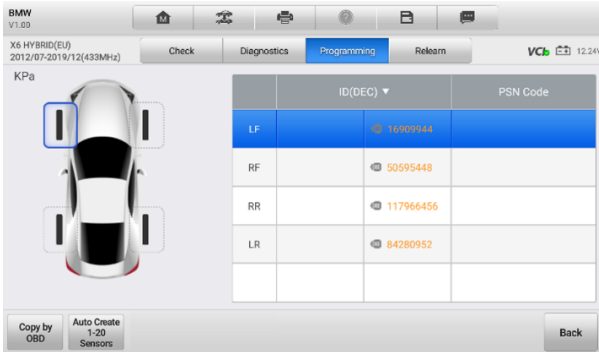 BMW
V1.00
X6 HYBRID(EU)
2012/07-2019/12(433MHz)
Check
Diagnostics
Programming
Relearn
VCI
12.24V
KPa
ID(DEC) ▼
PSN Code
LF
16909944
RF
50595448
RR
117966456
LR
84280952
Copy by
OBD
Auto Create
1-20
Sensors
Back